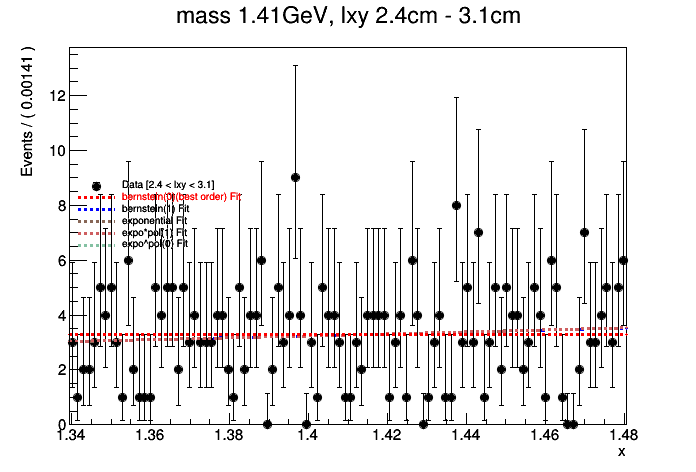 mass 1.41GeV, lxy 2.4cm - 3.1cm
Events / ( 0.00141 )
12
10
8
Data [2.4 < lxy < 3.1]
bernstein(0)(best order) Fit
bernstein(1) Fit
exponential Fit
expo*pol(1) Fit
expo*pol(0) Fit
6
4
2
0
1.34 1.36 1.38 1.4 1.42 1.44 1.46 1.48
x